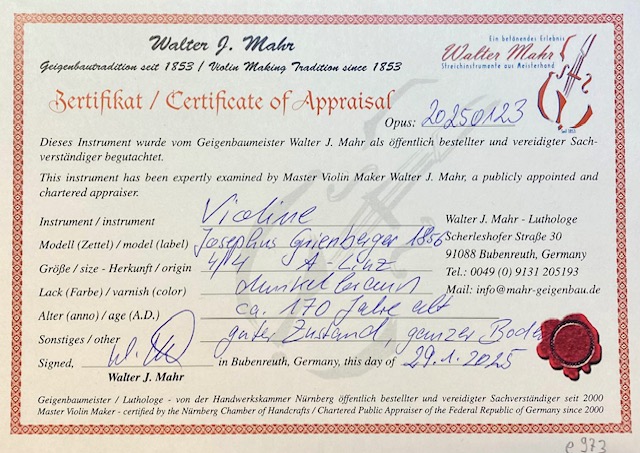 Walter J. Mahr
Geigenbautradition seit 1853 / Violin Making Tradition since 1853
Ein betönendes Erlebnis
Walter Mahr
Streichinstrumente aus Meisterhand
seit 1853
Zertifikat / Certificate of Appraisal
Opus: 20250123
Dieses Instrument wurde vom Geigenbaumeister Walter J. Mahr als öffentlich bestellter und vereidigter Sach-
verständiger begutachtet.
This instrument has been expertly examined by Master Violin Maker Walter J. Mahr, a publicly appointed and
chartered appraiser.
Instrument / instrument Violine
Walter J. Mahr - Luthologe
Modell (Zettel) / model (label) Josephus Grienberger 1856
Scherleshofer Straße 30
Größe / size - Herkunft / origin 4/4 A-Linz
91088 Bubenreuth, Germany
Lack (Farbe) / varnish (color) dunkelbraun
Tel.: 0049 (0) 9131 205193
Alter (anno) / age (A.D.) ca. 170 Jahre alt
Mail: info@mahr-geigenbau.de
Sonstiges / other guter Zustand, ganzer Boden
Signed, in Bubenreuth, Germany, this day of 29.1.2025
Walter J. Mahr
Geigenbaumeister / Luthologe - von der Handwerkskammer Nürnberg öffentlich bestellter und vereidigter Sachverständiger seit 2000
Master Violin Maker - certified by the Nürnberg Chamber of Handcrafts / Chartered Public Appraiser of the Federal Republic of Germany since 2000
e 973